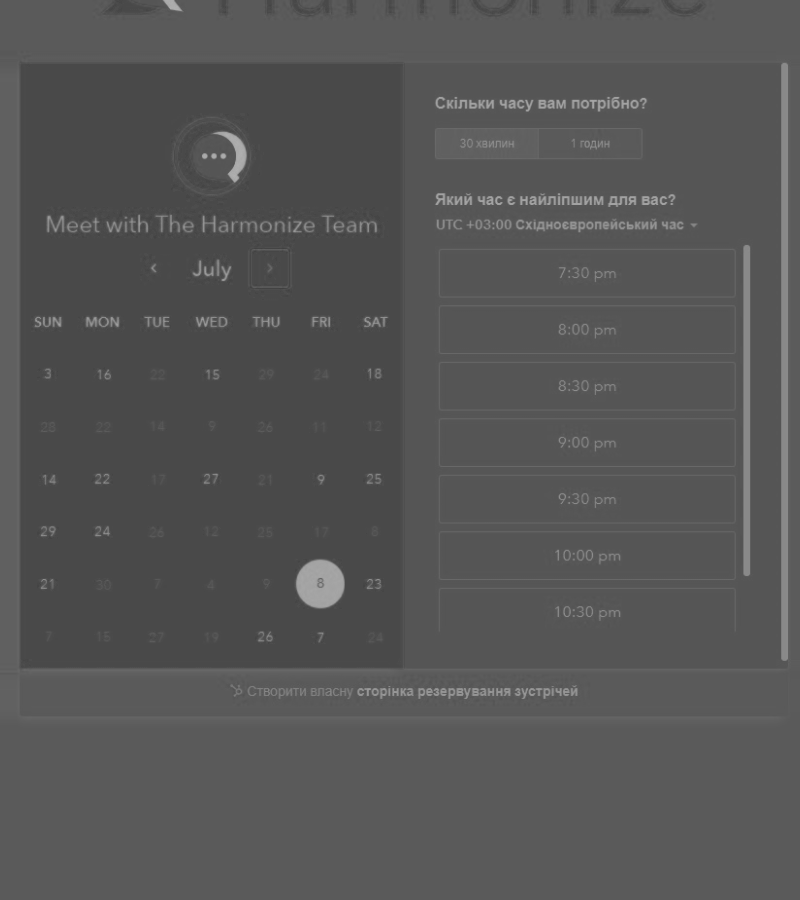 Harmonize
Meet with The Harmonize Team
July
SUN MON TUE WED THU FRI SAT
3 16 22 15 29 24 18
28 22 14 9 26 11 12
14 22 17 27 21 9 25
29 24 26 12 28 17 8
21 30 7 4 9 8 23
7 15 27 19 26 7 24
Скільки часу вам потрібно?
30 хвилин 1 годин
Який час є найліпшим для вас?
UTC +03:00 Східноєвропейський час
7:30 pm
8:00 pm
8:30 pm
9:00 pm
9:30 pm
10:00 pm
10:30 pm
Створити власну сторінка резервування зустрічей